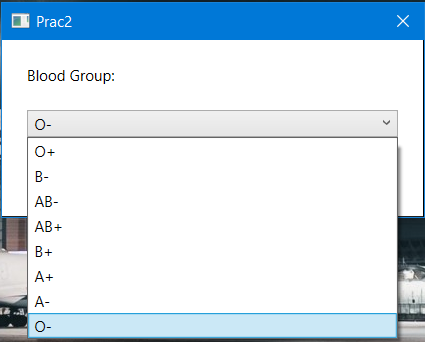 Prac2
Blood Group:
O-
O+
B-
AB-
AB+
B+
A+
A-
O-